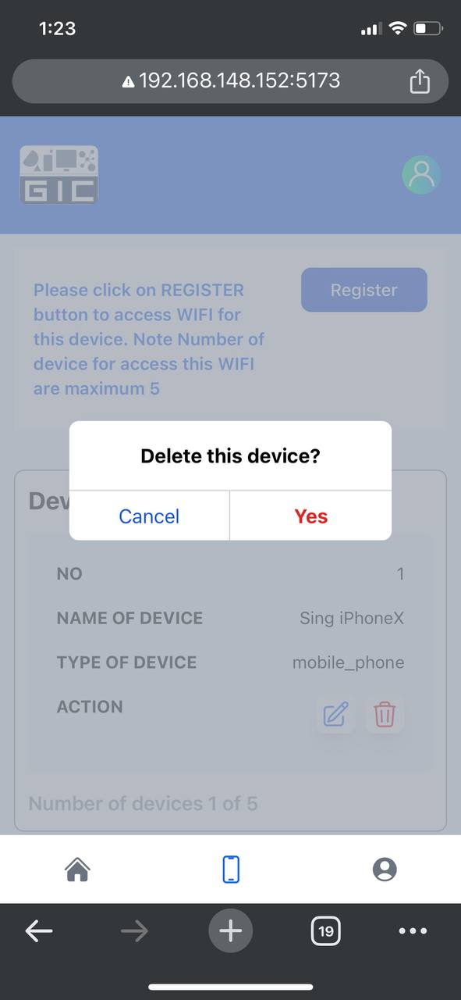 1:23
192.168.148.152:5173
GIC
Please click on REGISTER
button to access WIFI for
this device. Note Number of
device for access this WIFI
are maximum 5
Register
Delete this device?
Cancel
Yes
Dev
NO
1
NAME OF DEVICE
Sing iPhoneX
TYPE OF DEVICE
mobile_phone
ACTION
Number of devices 1 of 5
19